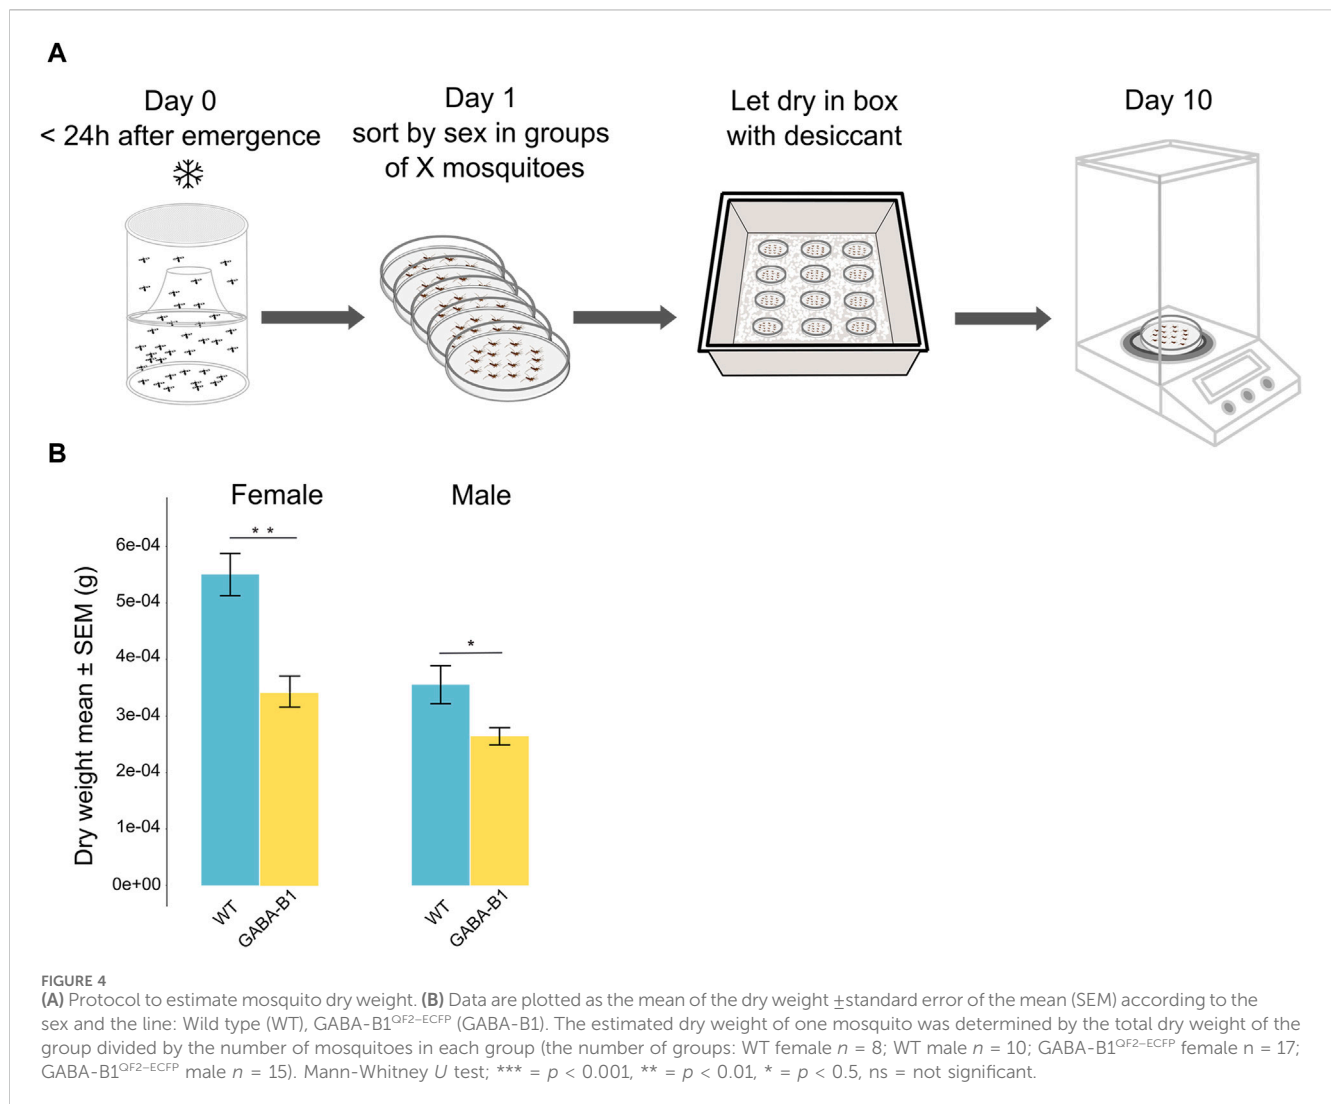 A
Day 0
< 24h after emergence
Day 1
sort by sex in groups
of X mosquitoes
Let dry in box
with desiccant
Day 10
B
Female
Male
* *
*
Dry weight mean ± SEM (g)
6e-04
5e-04
4e-04
3e-04
2e-04
1e-04
0e+00
WT
GABA-B1
WT
GABA-B1
FIGURE 4
(A) Protocol to estimate mosquito dry weight. (B) Data are plotted as the mean of the dry weight ±standard error of the mean (SEM) according to the
sex and the line: Wild type (WT), GABA-B1QF2–ECFP (GABA-B1). The estimated dry weight of one mosquito was determined by the total dry weight of the
group divided by the number of mosquitoes in each group (the number of groups: WT female n = 8; WT male n = 10; GABA-B1QF2–ECFP female n = 17;
GABA-B1QF2–ECFP male n = 15). Mann-Whitney U test; *** = p < 0.001, ** = p < 0.01, * = p < 0.5, ns = not significant.